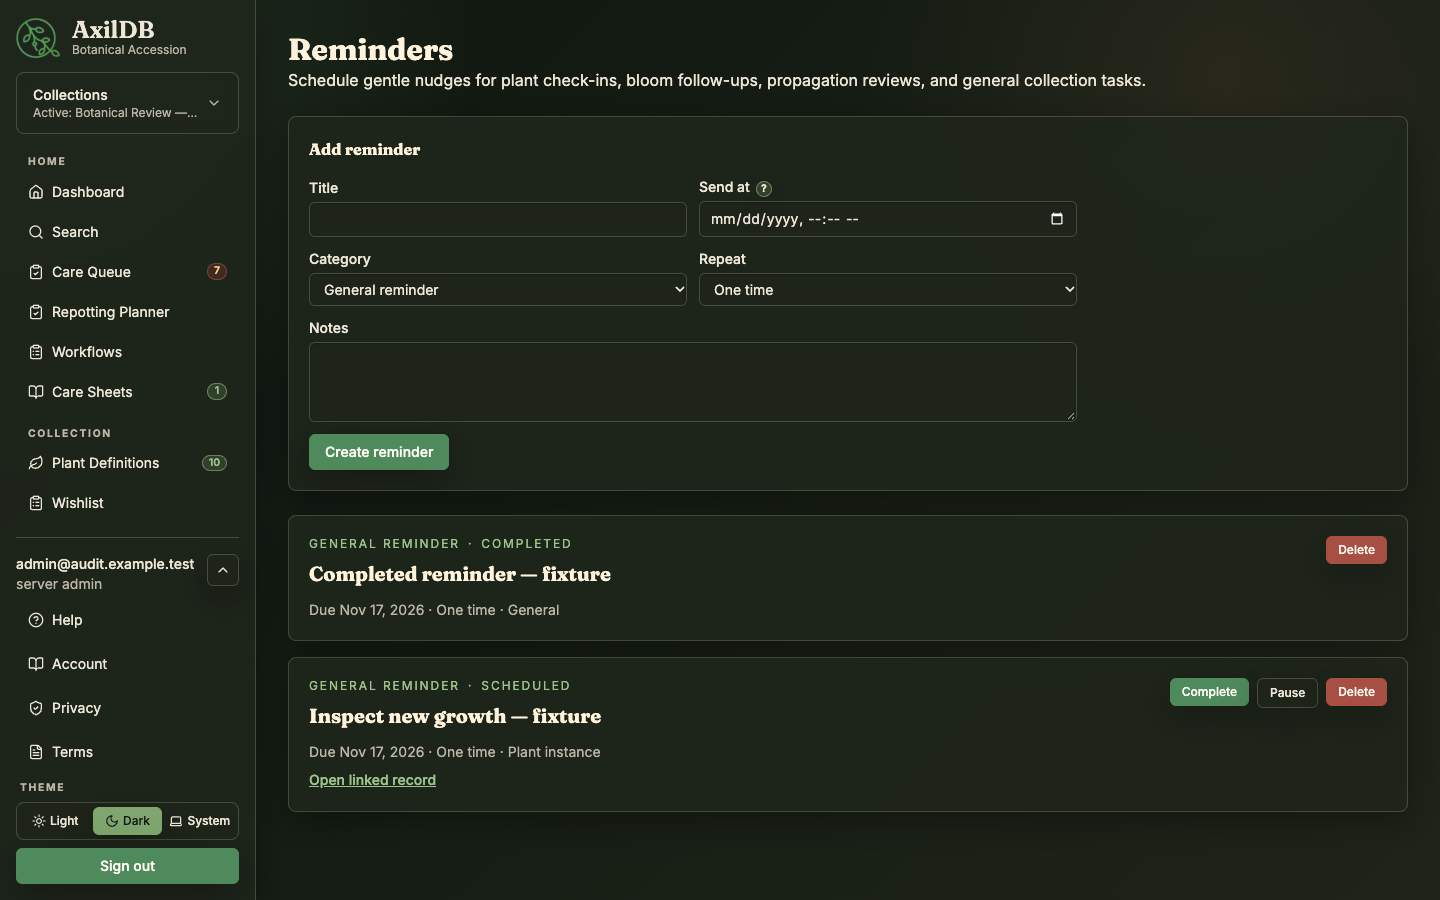 AxilDB
Botanical Accession
Collections
Active: Botanical Review —...
HOME
Dashboard
Search
Care Queue 7
Repotting Planner
Workflows
Care Sheets 1
COLLECTION
Plant Definitions 10
Wishlist
admin@audit.example.test
server admin
Help
Account
Privacy
Terms
THEME
Light Dark System
Sign out
Reminders
Schedule gentle nudges for plant check-ins, bloom follow-ups, propagation reviews, and general collection tasks.
Add reminder
Title Send at ?
mm/dd/yyyy, --:-- --
Category Repeat
General reminder One time
Notes
Create reminder
GENERAL REMINDER · COMPLETED
Delete
Completed reminder — fixture
Due Nov 17, 2026 · One time · General
GENERAL REMINDER · SCHEDULED
Complete Pause Delete
Inspect new growth — fixture
Due Nov 17, 2026 · One time · Plant instance
Open linked record